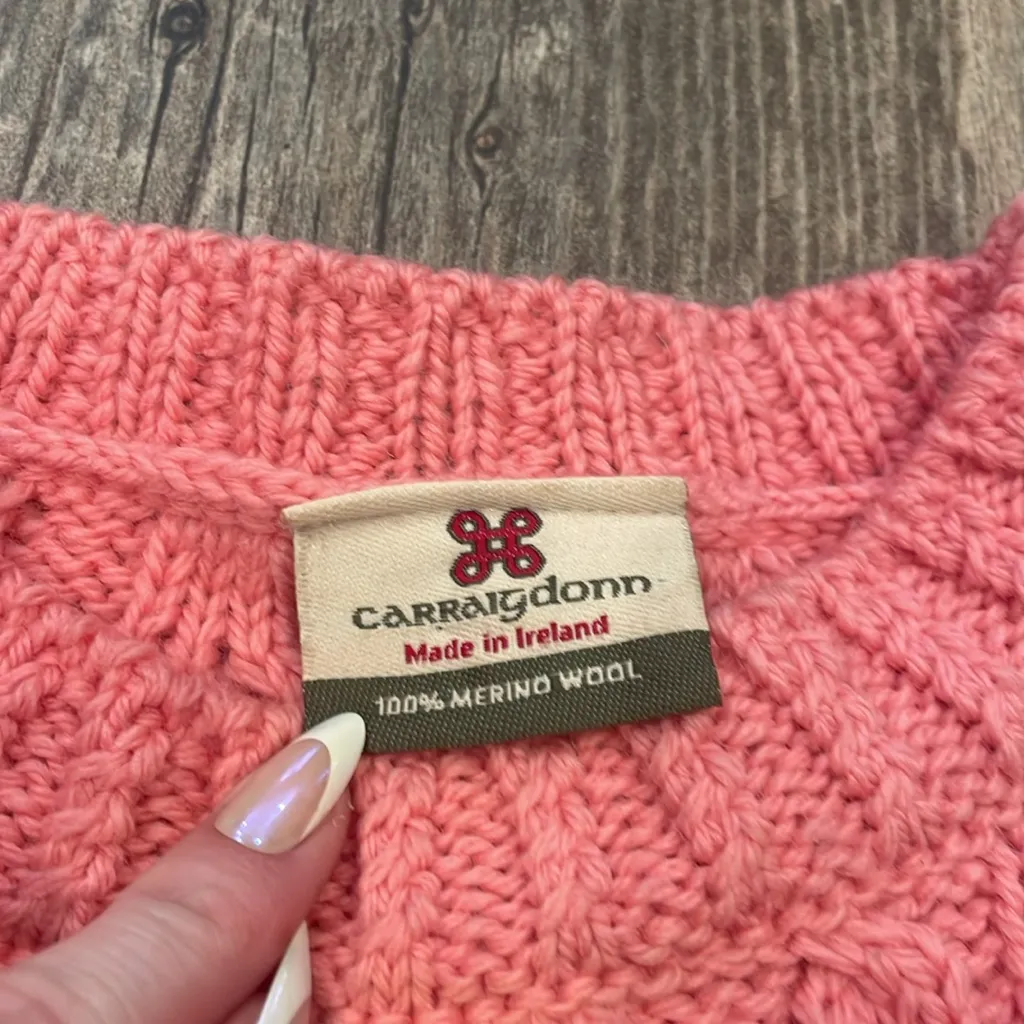 carraigdonn
Made in Ireland
100% MERINO WOOL